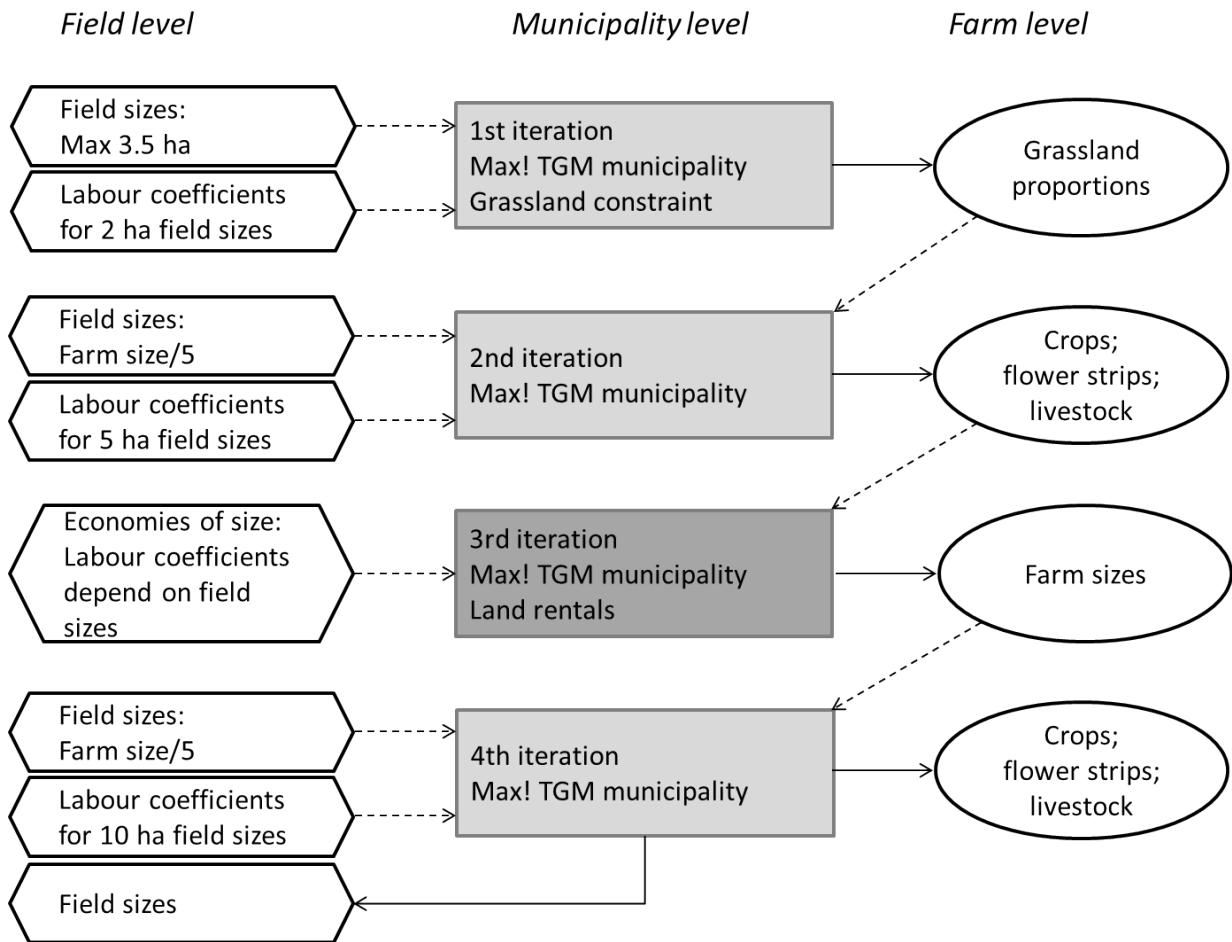 Field level
Municipality level
Farm level
Field sizes:
Max 3.5 ha
Labour coefficients
for 2 ha field sizes
1st iteration
Max! TGM municipality
Grassland constraint
Grassland
proportions
Field sizes:
Farm size/5
Labour coefficients
for 5 ha field sizes
2nd iteration
Max! TGM municipality
Crops;
flower strips;
livestock
Economies of size:
Labour coefficients
depend on field
sizes
3rd iteration
Max! TGM municipality
Land rentals
Farm sizes
Field sizes:
Farm size/5
Labour coefficients
for 10 ha field sizes
4th iteration
Max! TGM municipality
Crops;
flower strips;
livestock
Field sizes